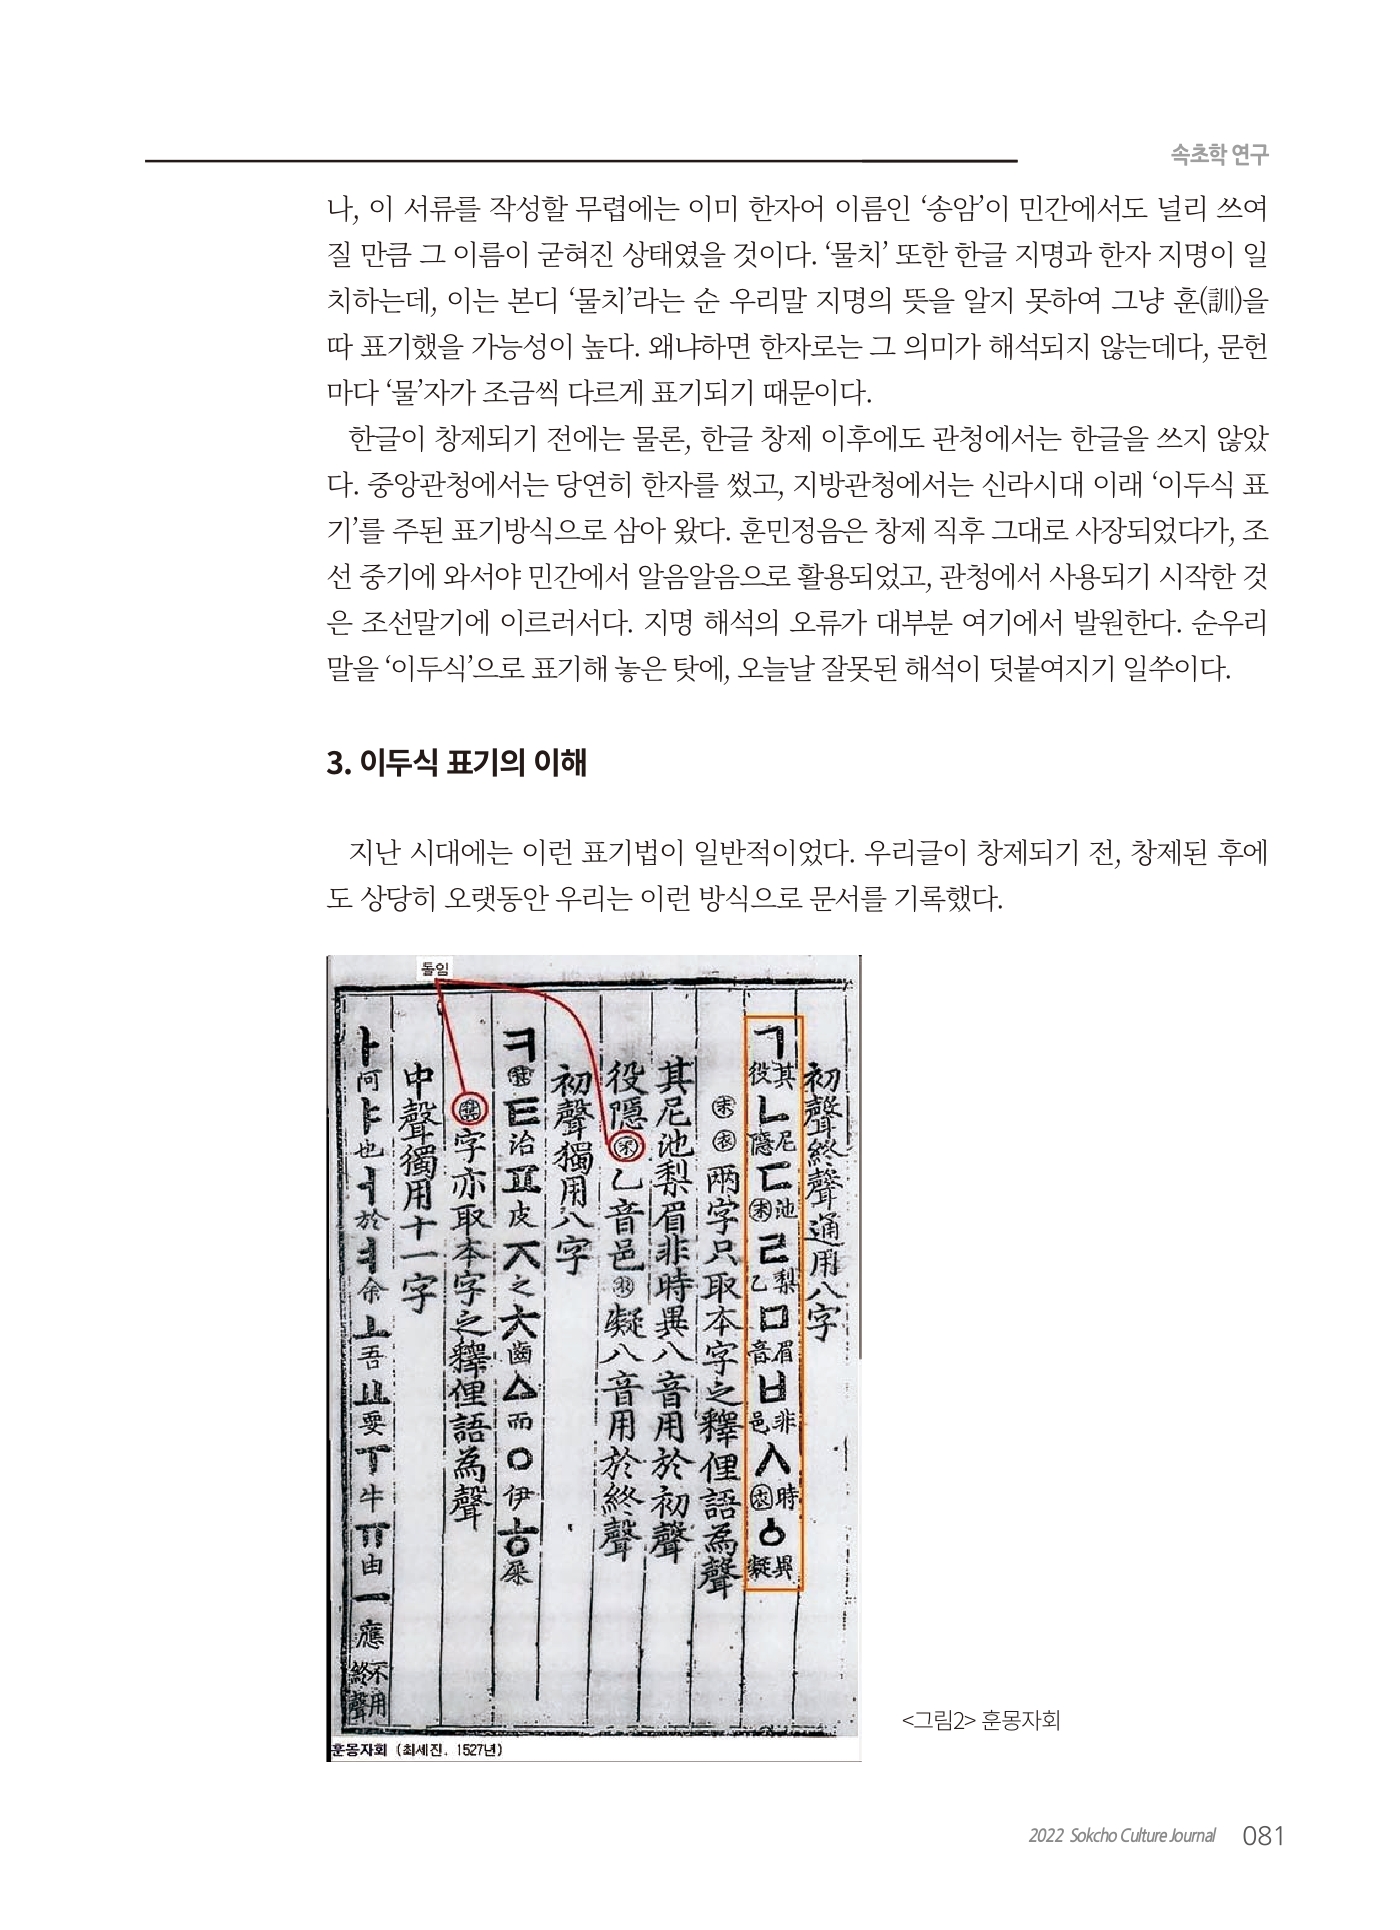 속초학 연구
나, 이 서류를 작성할 무렵에는 이미 한자어 이름인 ‘송암’이 민간에서도 널리 쓰여
질 만큼 그 이름이 굳혀진 상태였을 것이다. ‘물치’ 또한 한글 지명과 한자 지명이 일
치하는데, 이는 본디 ‘물치’라는 순 우리말 지명의 뜻을 알지 못하여 그냥 훈(訓)을
따 표기했을 가능성이 높다. 왜냐하면 한자로는 그 의미가 해석되지 않는데다, 문헌
마다 ‘물’자가 조금씩 다르게 표기되기 때문이다.
한글이 창제되기 전에는 물론, 한글 창제 이후에도 관청에서는 한글을 쓰지 않았
다. 중앙관청에서는 당연히 한자를 썼고, 지방관청에서는 신라시대 이래 ‘이두식 표
기’를 주된 표기방식으로 삼아 왔다. 훈민정음은 창제 직후 그대로 사장되었다가, 조
선 중기에 와서야 민간에서 알음알음으로 활용되었고, 관청에서 사용되기 시작한 것
은 조선말기에 이르러서다. 지명 해석의 오류가 대부분 여기에서 발원한다. 순우리
말을 ‘이두식’으로 표기해 놓은 탓에, 오늘날 잘못된 해석이 덧붙여지기 일쑤이다.
3. 이두식 표기의 이해
지난 시대에는 이런 표기법이 일반적이었다. 우리글이 창제되기 전, 창제된 후에
도 상당히 오랫동안 우리는 이런 방식으로 문서를 기록했다.
돌임
初聲終聲通用八字
ㄱ其役ㄴ尼隱ㄷ池末ㄹ梨乙ㅁ眉音ㅂ非邑ㅅ時衣ㆁ異凝
末衣兩字只取本字之釋俚語為聲
其尼池梨眉非時異八音用於初聲
役隱末乙音邑衣凝八音用於終聲
初聲獨用八字
ㅋ箕ㅌ治ㅍ皮ㅈ之ㅊ齒ㅿ而ㅇ伊ㅎ屎
箕字亦取本字之釋俚語為聲
中聲獨用十一字
ㅏ阿ㅑ也ㅓ於ㅕ余ㅗ吾ㅛ要ㅜ牛ㅠ由ㅡ應不用終聲
훈몽자회 (최세진. 1527년)
<그림2> 훈몽자회
2022 Sokcho Culture Journal 081